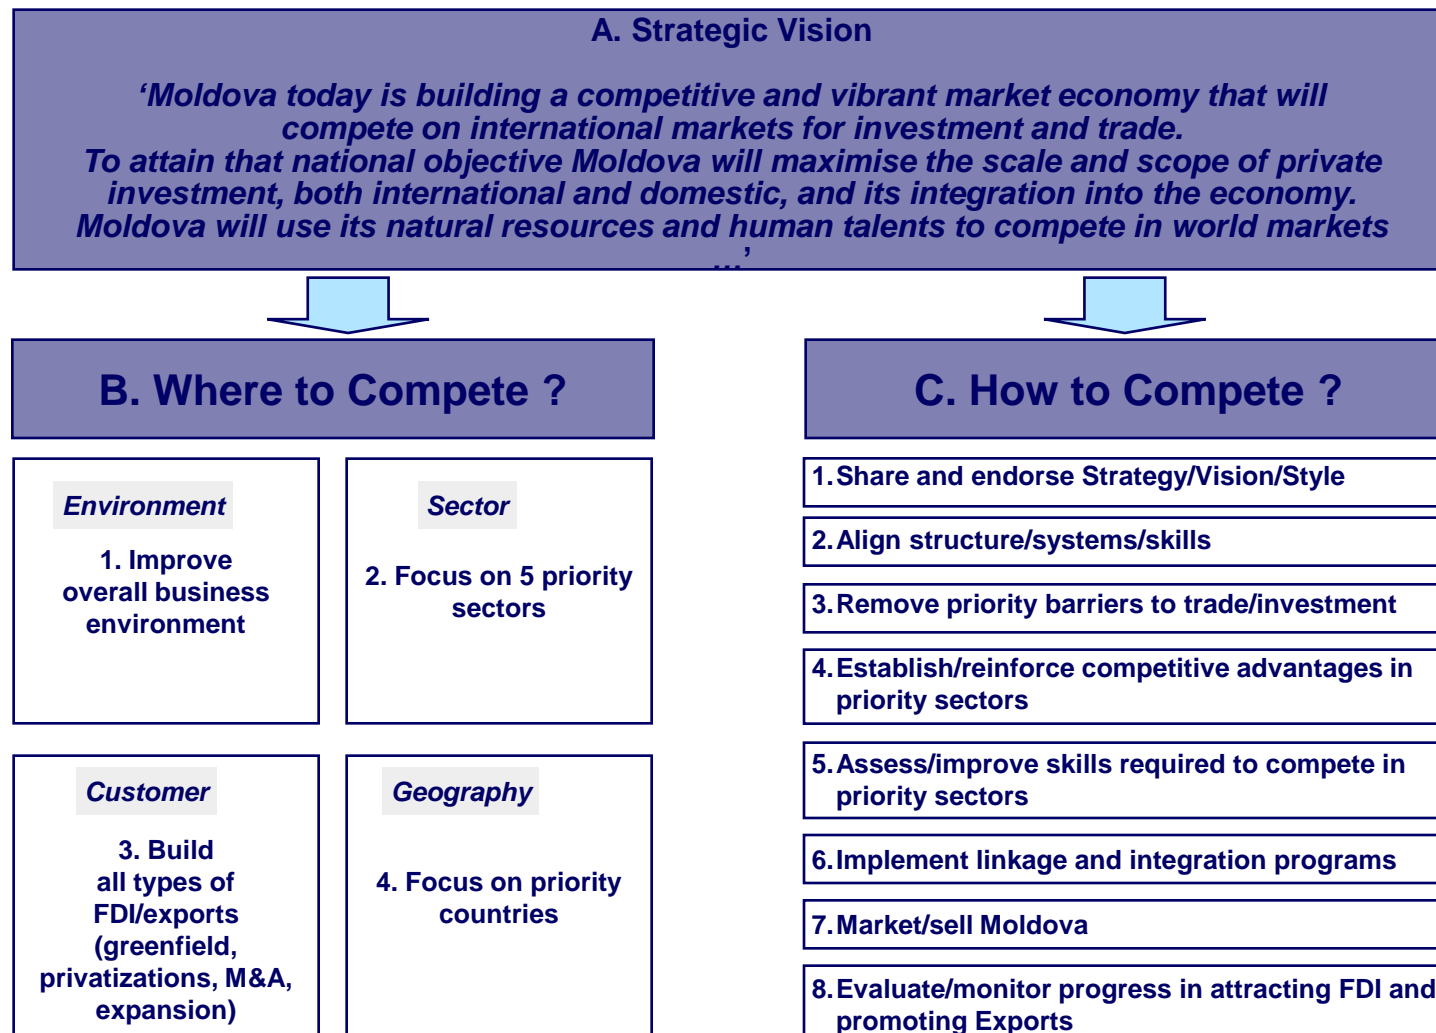 A. Strategic Vision
‘Moldova today is building a competitive and vibrant market economy that will
compete on international markets for investment and trade.
To attain that national objective Moldova will maximise the scale and scope of private
investment, both international and domestic, and its integration into the economy.
Moldova will use its natural resources and human talents to compete in world markets
…’
B. Where to Compete ?
Environment
1. Improve
overall business
environment
Sector
2. Focus on 5 priority
sectors
Customer
3. Build
all types of
FDI/exports
(greenfield,
privatizations, M&A,
expansion)
Geography
4. Focus on priority
countries
C. How to Compete ?
1.Share and endorse Strategy/Vision/Style
2.Align structure/systems/skills
3.Remove priority barriers to trade/investment
4.Establish/reinforce competitive advantages in
priority sectors
5.Assess/improve skills required to compete in
priority sectors
6.Implement linkage and integration programs
7.Market/sell Moldova
8.Evaluate/monitor progress in attracting FDI and
promoting Exports